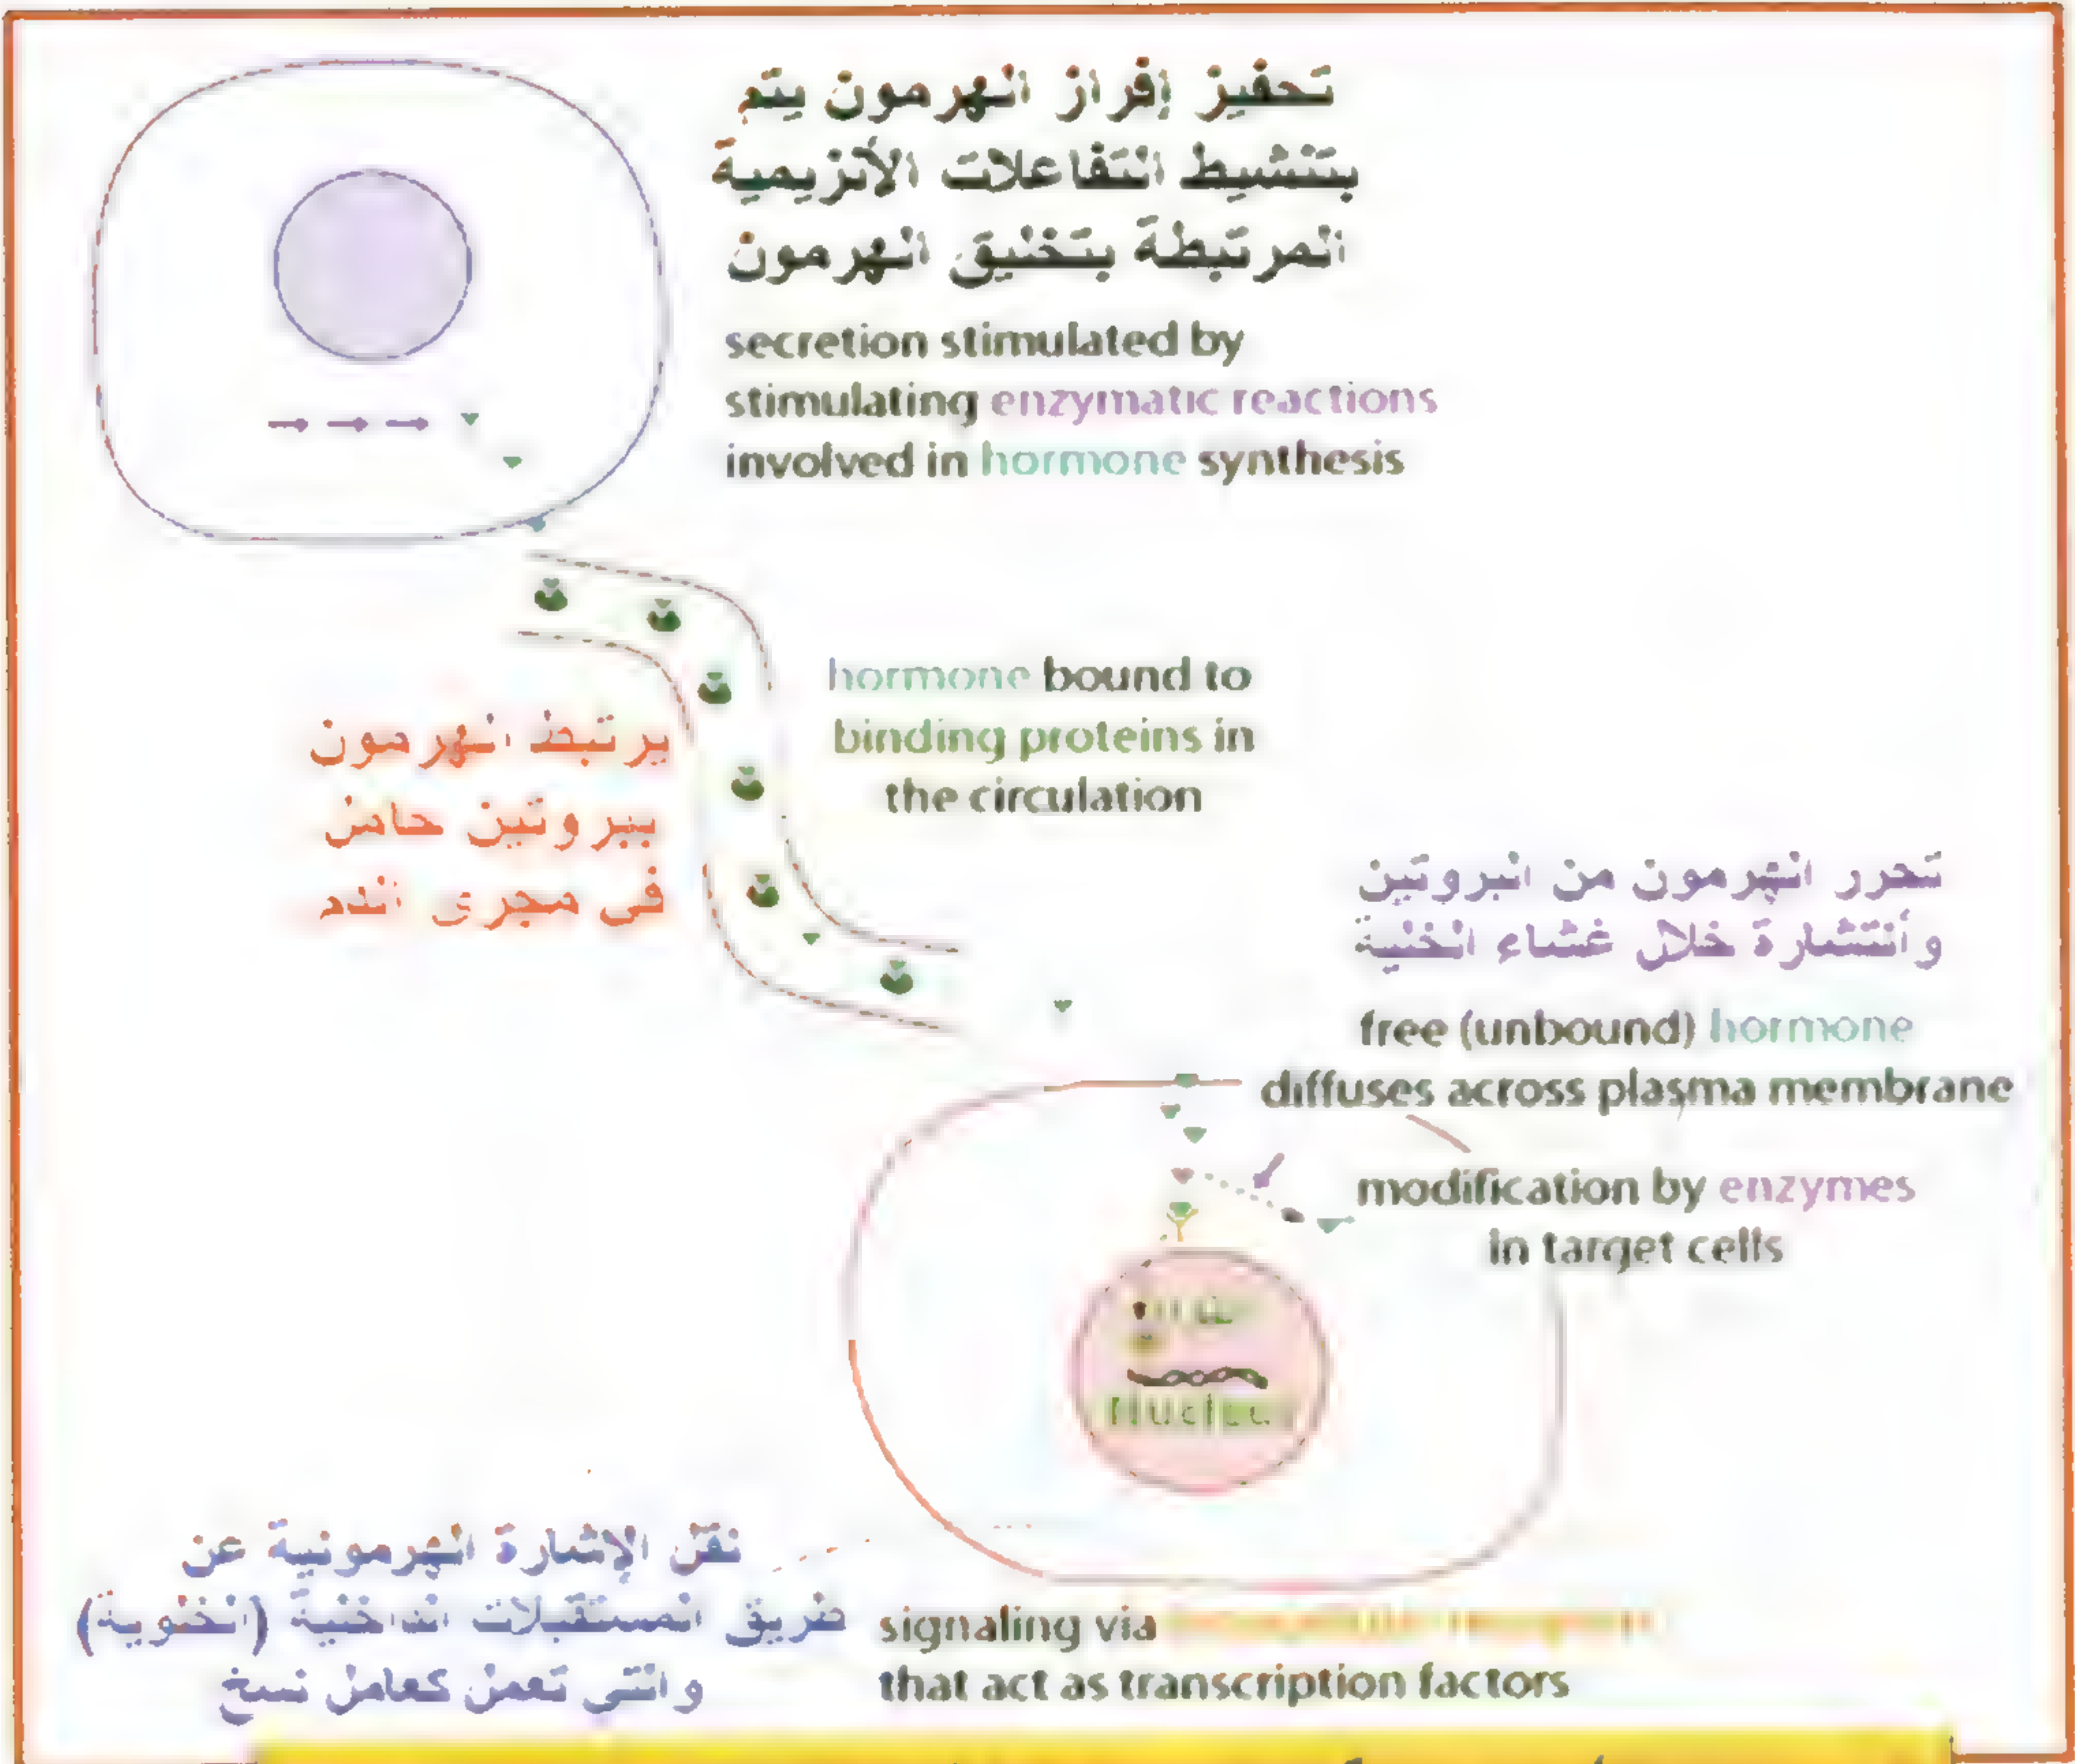 تحفيز إفراز الهرمون يتم
بتنشيط التفاعلات الأنزيمية
المرتبطة بتخليق الهرمون
secretion stimulated by
stimulating enzymatic reactions
involved in hormone synthesis
hormone bound to
binding proteins in
the circulation
يرتبط الهرمون
ببروتين حامل
فى مجرى الدم
تحرر الهرمون من البروتين
وأنتشارة خلال غشاء الخلية
free (unbound) hormone
diffuses across plasma membrane
modification by enzymes
in target cells
نقل الإشارة الهرمونية عن
طريق المستقبلات الداخلية (الخلوية)
والتي تعمل كعامل نسخ
signaling via
that act as transcription factors